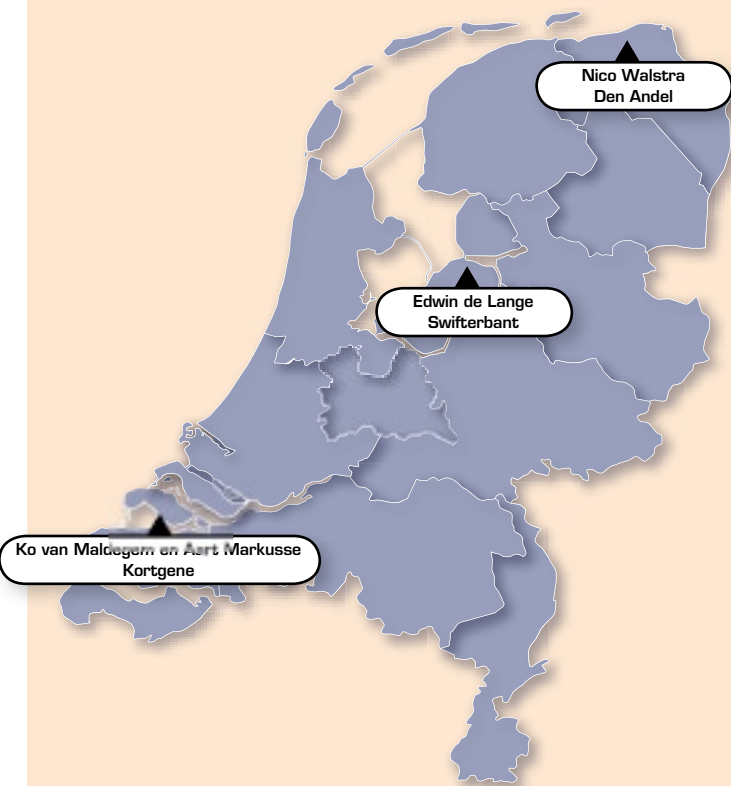 Nico Walstra
Den Andel
Edwin de Lange
Swifterbant
Ko van Maldegem en Aart Markusse
Kortgene